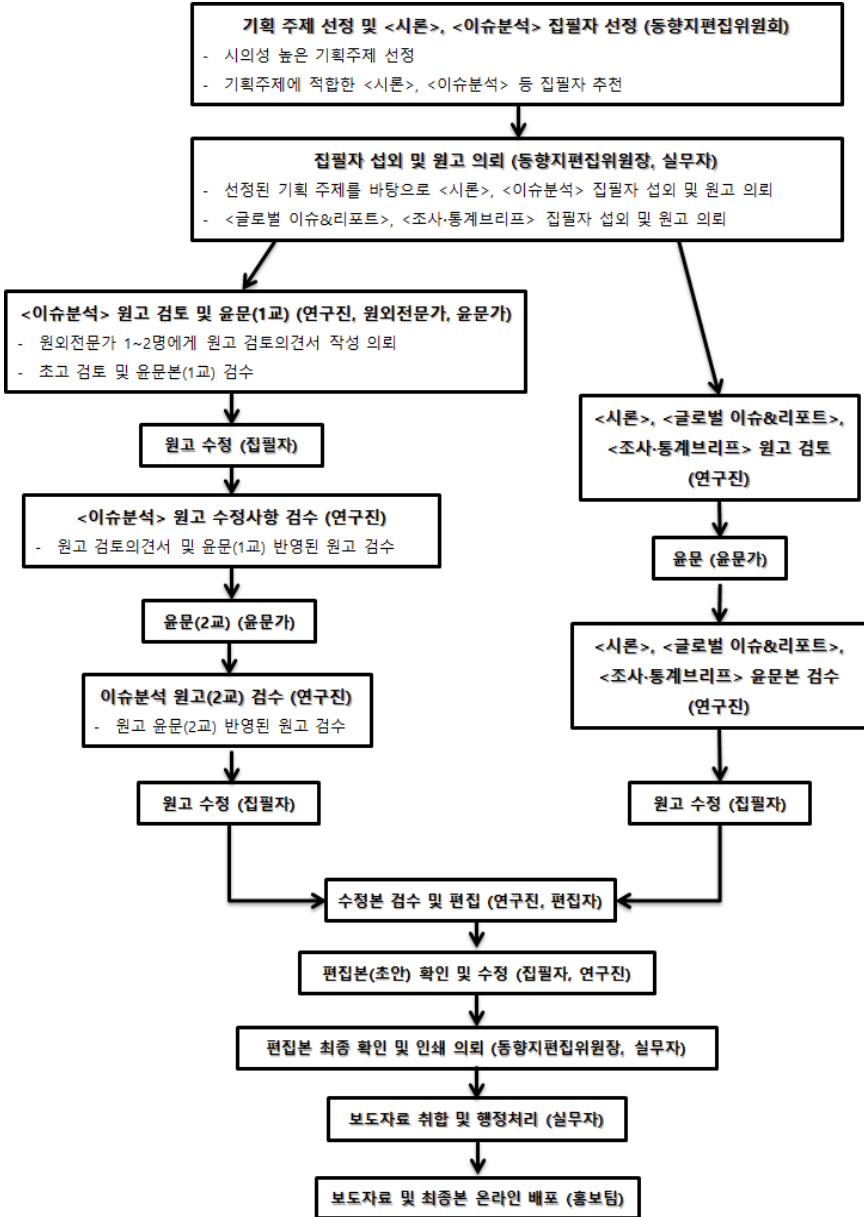 기획 주제 선정 및 <시론>, <이슈분석> 집필자 선정 (동향지편집위원회)
- 시의성 높은 기획주제 선정
- 기획주제에 적합한 <시론>, <이슈분석> 등 집필자 추천
집필자 섭외 및 원고 의뢰 (동향지편집위원장, 실무자)
- 선정된 기획 주제를 바탕으로 <시론>, <이슈분석> 집필자 섭외 및 원고 의뢰
- <글로벌 이슈&리포트>, <조사·통계브리프> 집필자 섭외 및 원고 의뢰
<이슈분석> 원고 검토 및 윤문(1교) (연구진, 원외전문가, 윤문가)
- 원외전문가 1~2명에게 원고 검토의견서 작성 의뢰
- 초고 검토 및 윤문본(1교) 검수
원고 수정 (집필자)
<이슈분석> 원고 수정사항 검수 (연구진)
- 원고 검토의견서 및 윤문(1교) 반영된 원고 검수
윤문(2교) (윤문가)
이슈분석 원고(2교) 검수 (연구진)
- 원고 윤문(2교) 반영된 원고 검수
원고 수정 (집필자)
<시론>, <글로벌 이슈&리포트>,
<조사·통계브리프> 원고 검토
(연구진)
윤문 (윤문가)
<시론>, <글로벌 이슈&리포트>,
<조사·통계브리프> 윤문본 검수
(연구진)
원고 수정 (집필자)
수정본 검수 및 편집 (연구진, 편집자)
편집본(초안) 확인 및 수정 (집필자, 연구진)
편집본 최종 확인 및 인쇄 의뢰 (동향지편집위원장, 실무자)
보도자료 취합 및 행정처리 (실무자)
보도자료 및 최종본 온라인 배포 (홍보팀)